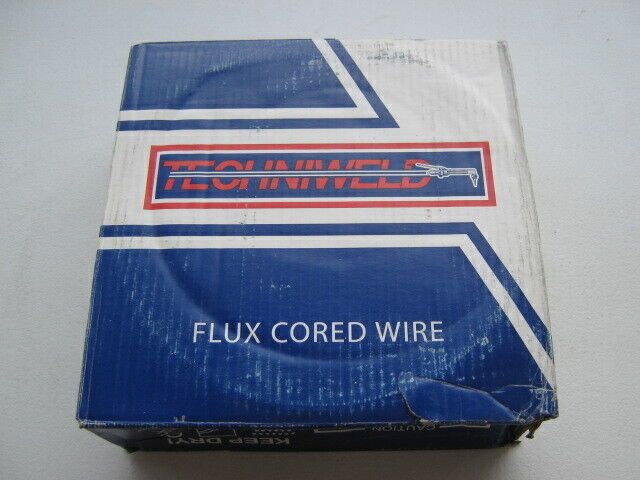 TECHNIWELD
FLUX CORED WIRE
KEEP DRY!
CAUTION